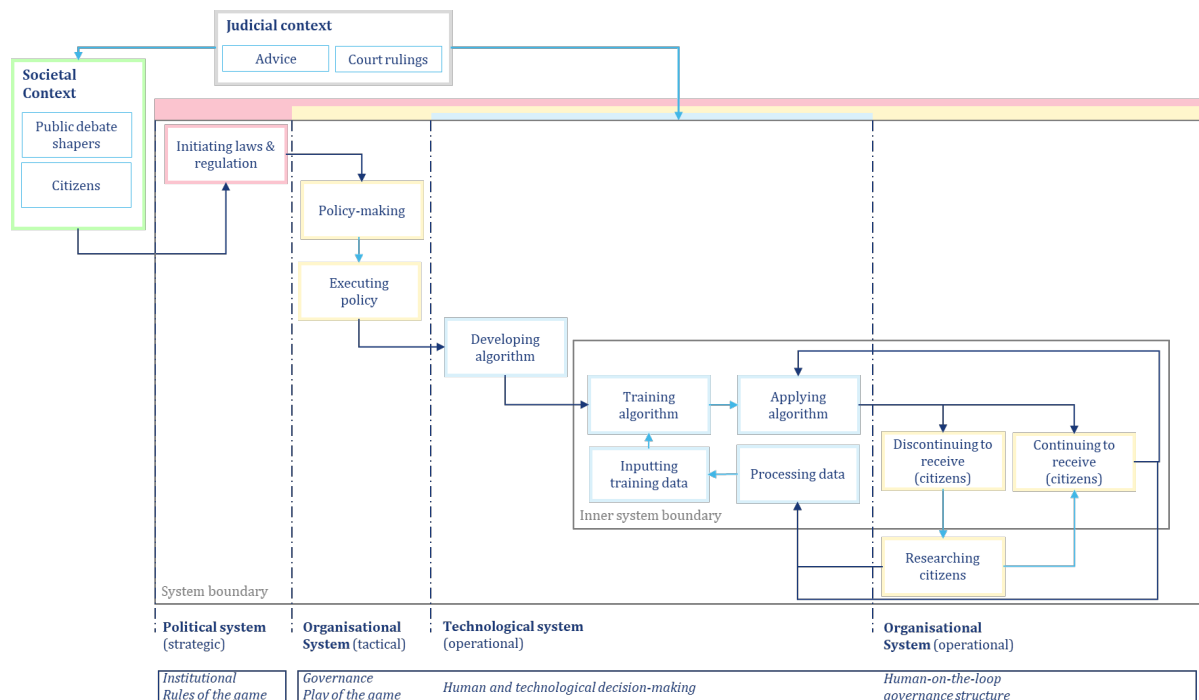 Judicial context
Advice
Court rulings
Societal
Context
Public debate
shapers
Citizens
Initiating laws &
regulation
Policy-making
Executing
policy
Developing
algorithm
Training
algorithm
Applying
algorithm
Inputting
training data
Processing data
Discontinuing to
receive
(citizens)
Continuing to
receive
(citizens)
Inner system boundary
Researching
citizens
System boundary
Political system
(strategic)
Organisational
System (tactical)
Technological system
(operational)
Organisational
System (operational)
Institutional
Rules of the game
Governance
Play of the game
Human and technological decision-making
Human-on-the-loop
governance structure